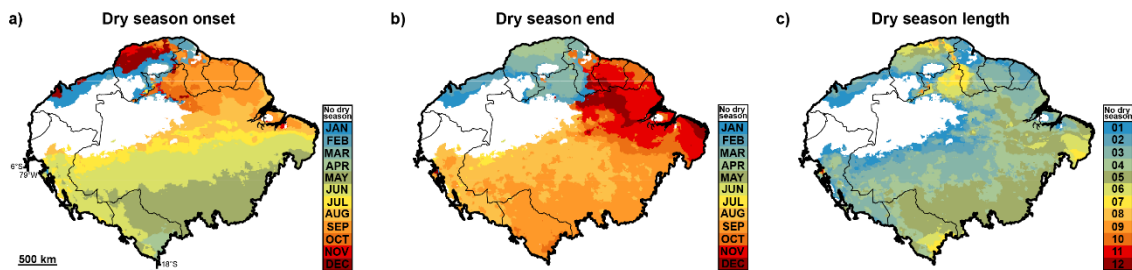 a) Dry season onset
b) Dry season end
c) Dry season length
No dry
season
JAN
FEB
MAR
APR
MAY
JUN
JUL
AUG
SEP
OCT
NOV
DEC
6°S
79°W
18°S
500 km
No dry
season
JAN
FEB
MAR
APR
MAY
JUN
JUL
AUG
SEP
OCT
NOV
DEC
No dry
season
01
02
03
04
05
06
07
08
09
10
11
12